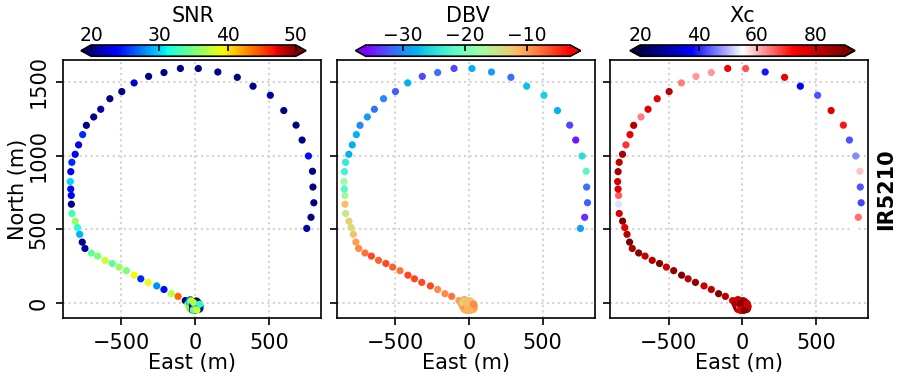 SNR
DBV
Xc
20 30 40 50
−30 −20 −10
20 40 60 80
North (m)
1500
1000
500
0
−500 0 500
−500 0 500
−500 0 500
East (m)
East (m)
East (m)
IR5210